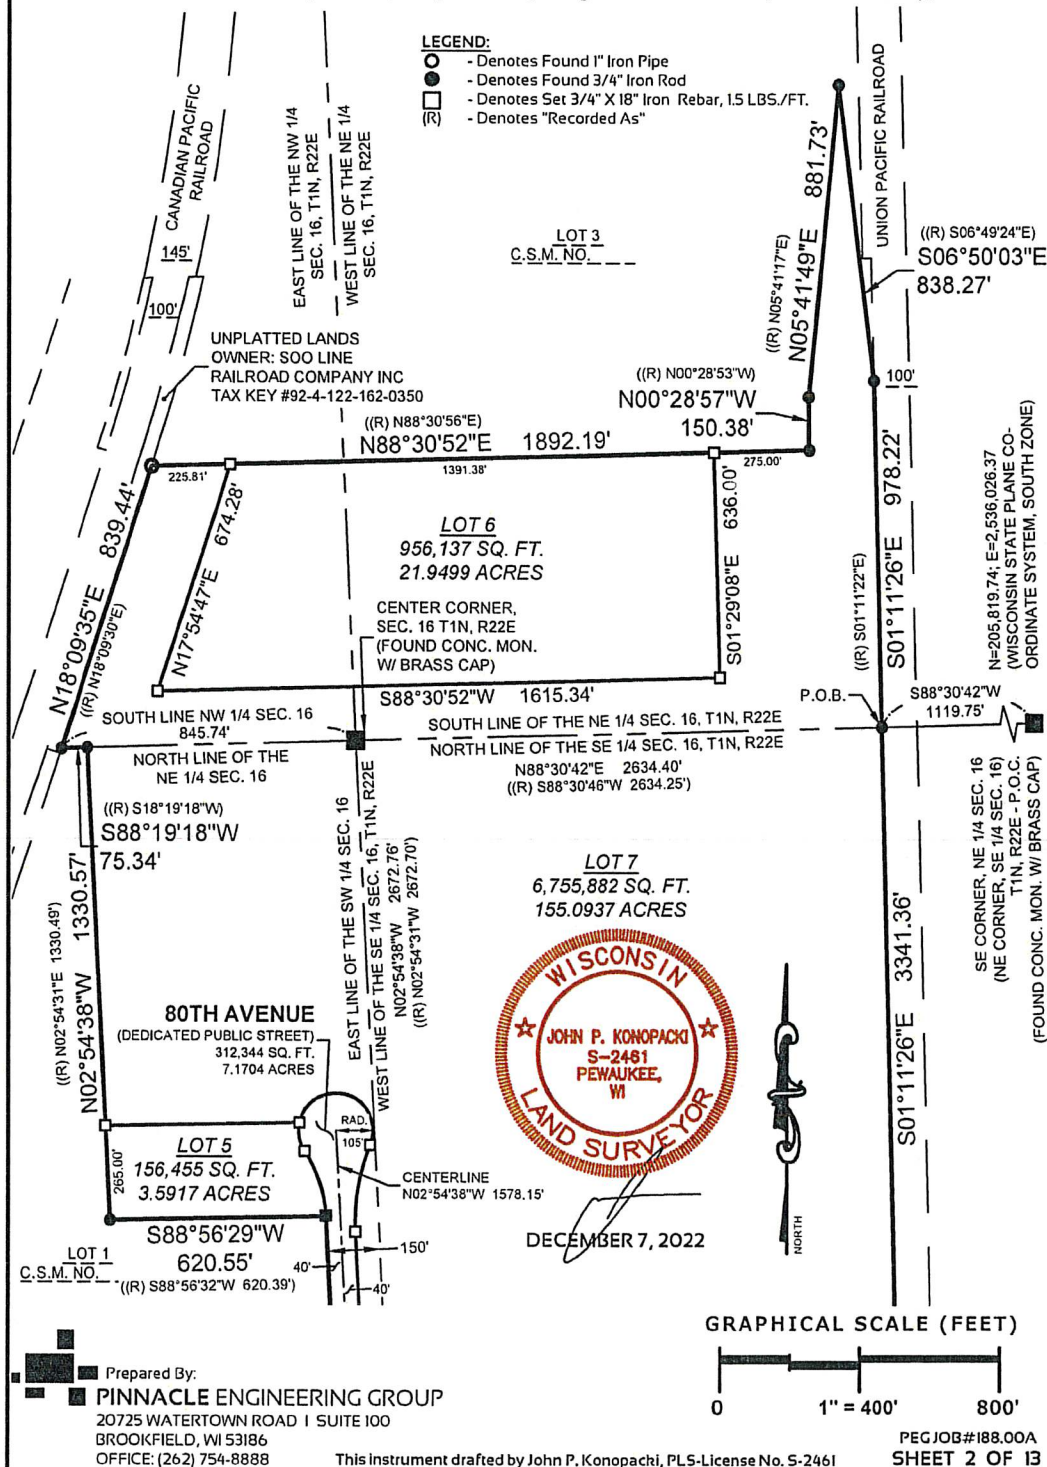 LEGEND:
- Denotes Found 1" Iron Pipe
- Denotes Found 3/4" Iron Rod
- Denotes Set 3/4" X 18" Iron Rebar, 1.5 LBS./FT.
(R) - Denotes "Recorded As"
CANADIAN PACIFIC
RAILROAD
145'
100'
EAST LINE OF THE NW 1/4
SEC. 16, T1N, R22E
WEST LINE OF THE NE 1/4
SEC. 16, T1N, R22E
LOT 3
C.S.M. NO.
UNION PACIFIC RAILROAD
881.73'
N05°41'49"E
((R) N05°41'17"E)
((R) S06°49'24"E)
S06°50'03"E
838.27'
100'
UNPLATTED LANDS
OWNER: SOO LINE
RAILROAD COMPANY INC
TAX KEY #92-4-122-162-0350
((R) N00°28'53"W)
N00°28'57"W
150.38'
((R) N88°30'56"E)
N88°30'52"E 1892.19'
225.81'
1391.38'
275.00'
N18°09'35"E 839.44'
((R) N18°09'30"E)
N17°54'47"E 674.28'
LOT 6
956,137 SQ. FT.
21.9499 ACRES
S01°29'08"E 636.00'
CENTER CORNER,
SEC. 16 T1N, R22E
(FOUND CONC. MON.
W/ BRASS CAP)
S88°30'52"W 1615.34'
((R) S01°11'22"E)
S01°11'26"E 978.22'
N=205,819.74; E=2,536,026.37
(WISCONSIN STATE PLANE CO-
ORDINATE SYSTEM, SOUTH ZONE)
P.O.B.
S88°30'42"W
1119.75'
SOUTH LINE NW 1/4 SEC. 16
845.74'
NORTH LINE OF THE
NE 1/4 SEC. 16
SOUTH LINE OF THE NE 1/4 SEC. 16, T1N, R22E
NORTH LINE OF THE SE 1/4 SEC. 16, T1N, R22E
N88°30'42"E 2634.40'
((R) S88°30'46"W 2634.25')
((R) S18°19'18"W)
S88°19'18"W
75.34'
SE CORNER, NE 1/4 SEC. 16
(NE CORNER, SE 1/4 SEC. 16)
T1N, R22E - P.O.C.
(FOUND CONC. MON. W/ BRASS CAP)
((R) N02°54'31"E 1330.49')
N02°54'38"W 1330.57'
EAST LINE OF THE SW 1/4 SEC. 16
WEST LINE OF THE SE 1/4 SEC. 16, T1N, R22E
N02°54'38"W 2672.76'
((R) N02°54'31"W 2672.70')
LOT 7
6,755,882 SQ. FT.
155.0937 ACRES
S01°11'26"E 3341.36'
WISCONSIN
JOHN P. KONOPACKI
S-2461
PEWAUKEE,
WI
LAND SURVEYOR
DECEMBER 7, 2022
NORTH
80TH AVENUE
(DEDICATED PUBLIC STREET)
312,344 SQ. FT.
7.1704 ACRES
RAD.
105'
LOT 5
156,455 SQ. FT.
3.5917 ACRES
265.00'
CENTERLINE
N02°54'38"W 1578.15'
S88°56'29"W
620.55'
((R) S88°56'32"W 620.39')
LOT 1
C.S.M. NO.
150'
40'
40'
GRAPHICAL SCALE (FEET)
0 1" = 400' 800'
Prepared By:
PINNACLE ENGINEERING GROUP
20725 WATERTOWN ROAD I SUITE 100
BROOKFIELD, WI 53186
OFFICE: (262) 754-8888
This instrument drafted by John P. Konopacki, PLS-License No. S-2461
PEG JOB#188.00A
SHEET 2 OF 13